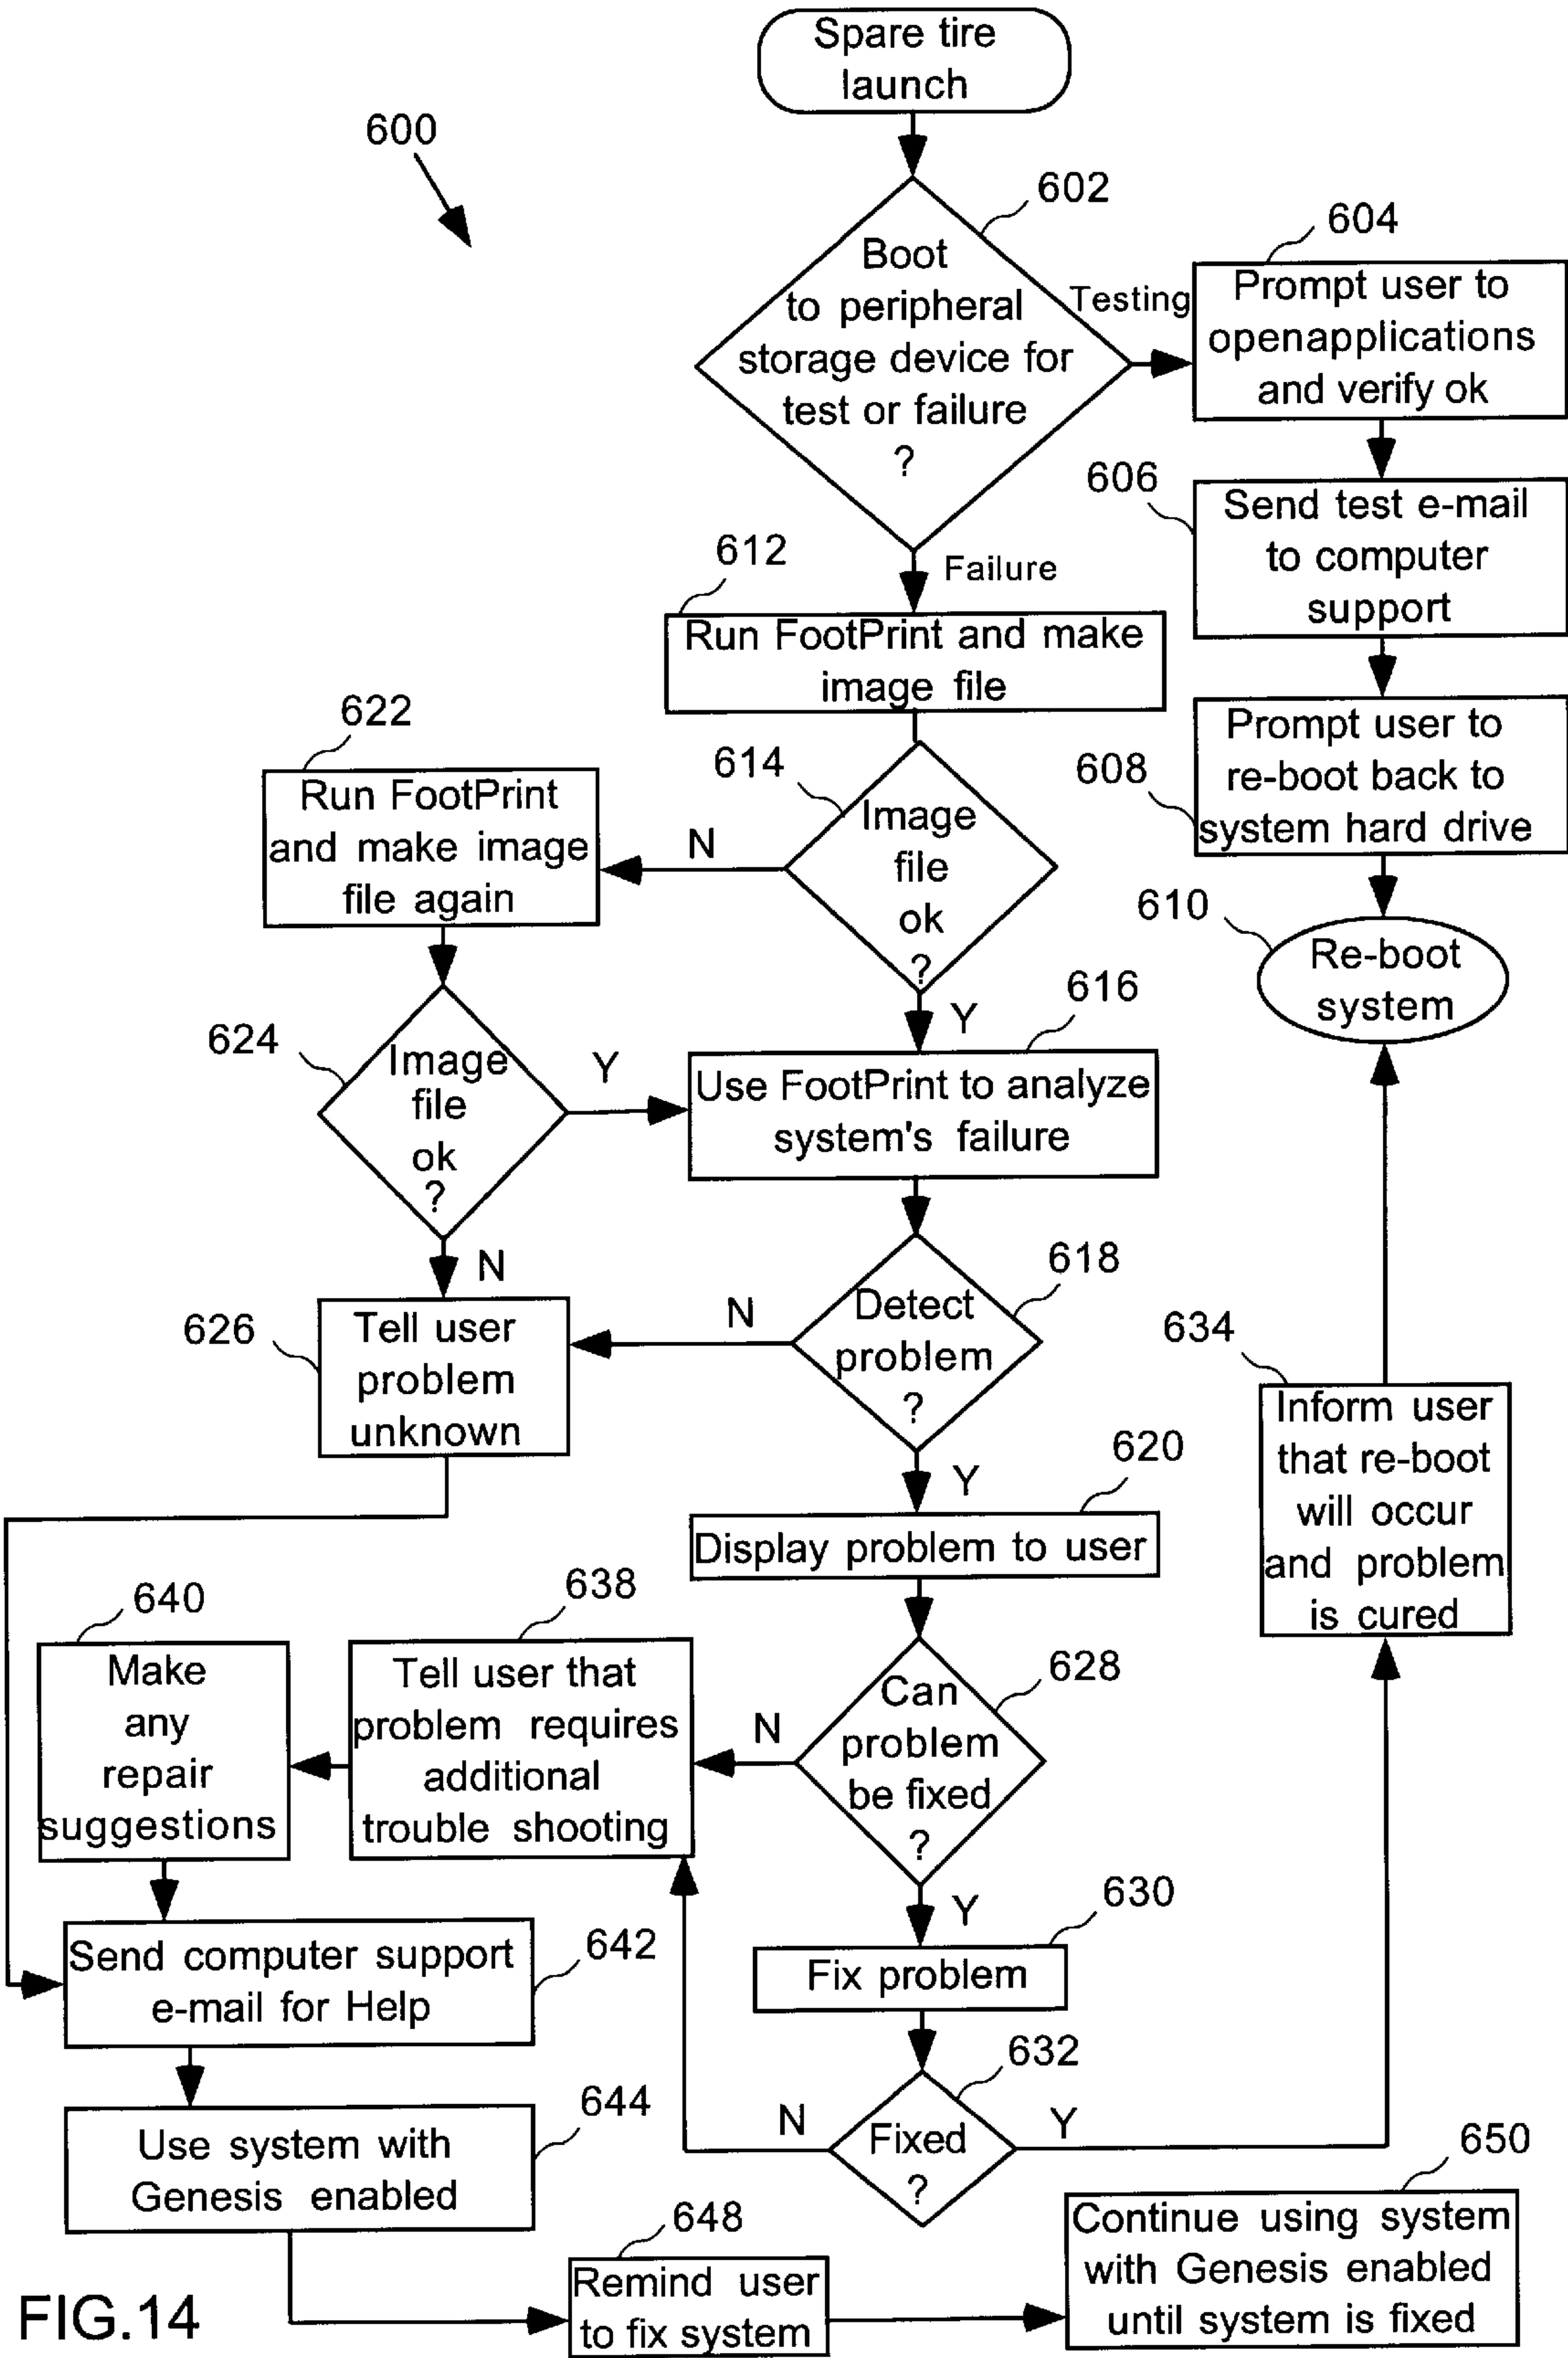 Spare tire
launch
600
602
Boot
to peripheral
storage device for
test or failure
?
Testing
604
Prompt user to
openapplications
and verify ok
606
Send test e-mail
to computer
support
612
Failure
Run FootPrint and make
image file
608
Prompt user to
re-boot back to
system hard drive
622
Run FootPrint
and make image
file again
N
614
Image
file
ok
?
610
Re-boot
system
Y
616
Use FootPrint to analyze
system's failure
624
Image
file
ok
?
Y
N
626
Tell user
problem
unknown
N
618
Detect
problem
?
Y
620
Display problem to user
634
Inform user
that re-boot
will occur
and problem
is cured
640
Make
any
repair
suggestions
638
Tell user that
problem requires
additional
trouble shooting
N
628
Can
problem
be fixed
?
Y
630
Fix problem
642
Send computer support
e-mail for Help
632
Fixed
?
N
Y
644
Use system with
Genesis enabled
648
Remind user
to fix system
650
Continue using system
with Genesis enabled
until system is fixed
FIG.14